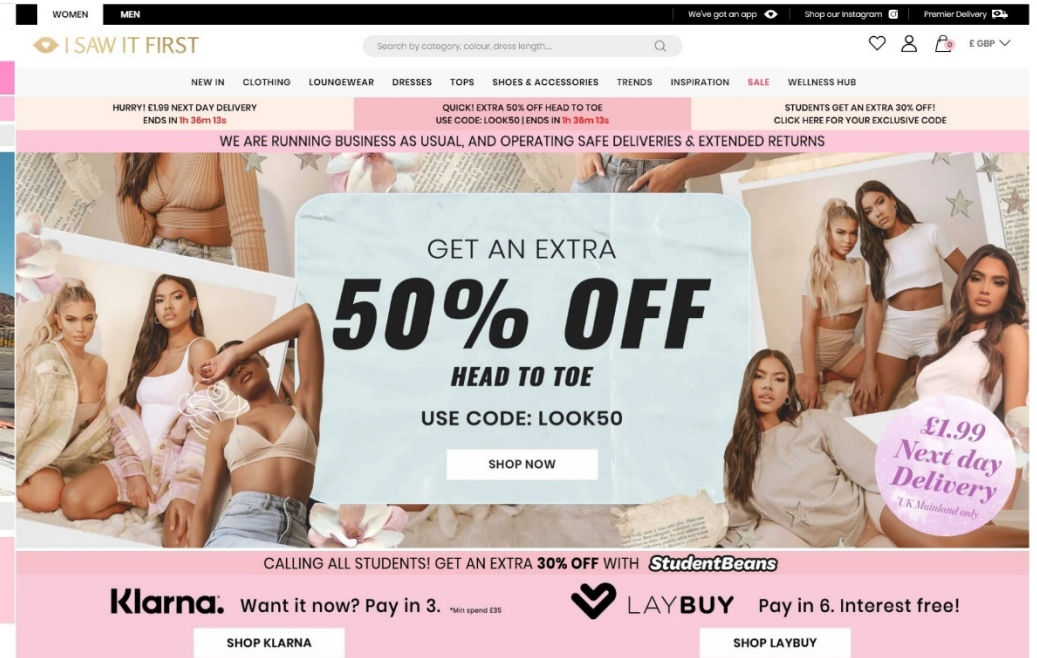 WOMEN
MEN
We've got an app
Shop our Instagram
Premier Delivery
I SAW IT FIRST
Search by category, colour, dress length...
0
£ GBP
NEW IN
CLOTHING
LOUNGEWEAR
DRESSES
TOPS
SHOES & ACCESSORIES
TRENDS
INSPIRATION
SALE
WELLNESS HUB
HURRY! £1.99 NEXT DAY DELIVERY
ENDS IN 1h 36m 13s
QUICK! EXTRA 50% OFF HEAD TO TOE
USE CODE: LOOK50 | ENDS IN 1h 36m 13s
STUDENTS GET AN EXTRA 30% OFF!
CLICK HERE FOR YOUR EXCLUSIVE CODE
WE ARE RUNNING BUSINESS AS USUAL, AND OPERATING SAFE DELIVERIES & EXTENDED RETURNS
GET AN EXTRA
50% OFF
HEAD TO TOE
USE CODE: LOOK50
SHOP NOW
£1.99
Next day
Delivery
*UK Mainland only
CALLING ALL STUDENTS! GET AN EXTRA 30% OFF WITH StudentBeans
Klarna. Want it now? Pay in 3. *Min spend £35
LAYBUY Pay in 6. Interest free!
SHOP KLARNA
SHOP LAYBUY